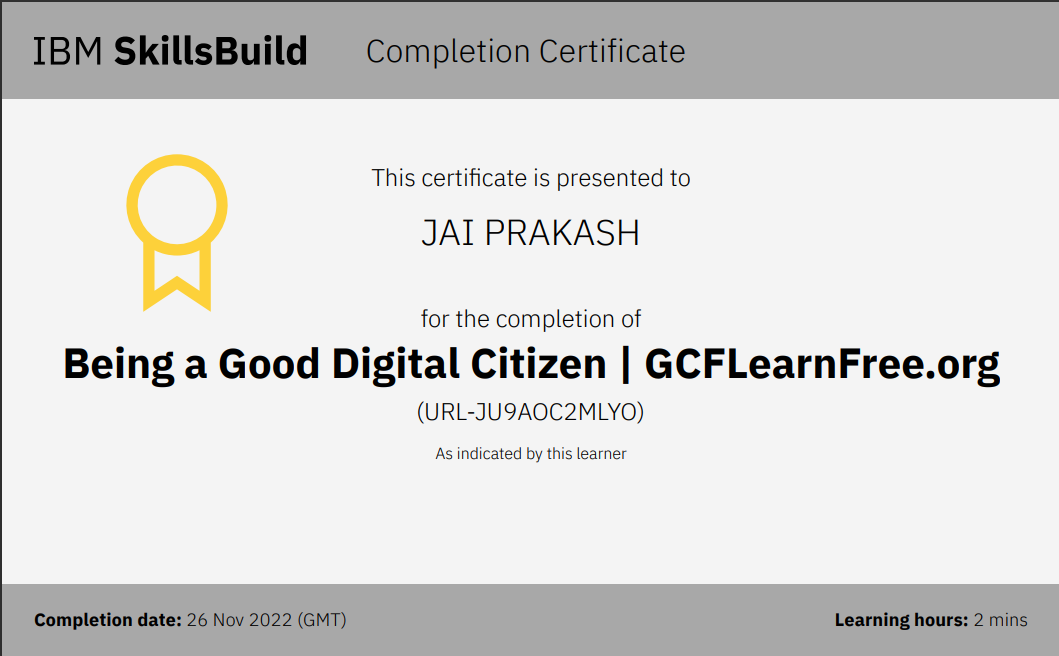 IBM SkillsBuild Completion Certificate
This certificate is presented to
JAI PRAKASH
for the completion of
Being a Good Digital Citizen | GCFLearnFree.org
(URL-JU9AOC2MLYO)
As indicated by this learner
Completion date: 26 Nov 2022 (GMT) Learning hours: 2 mins